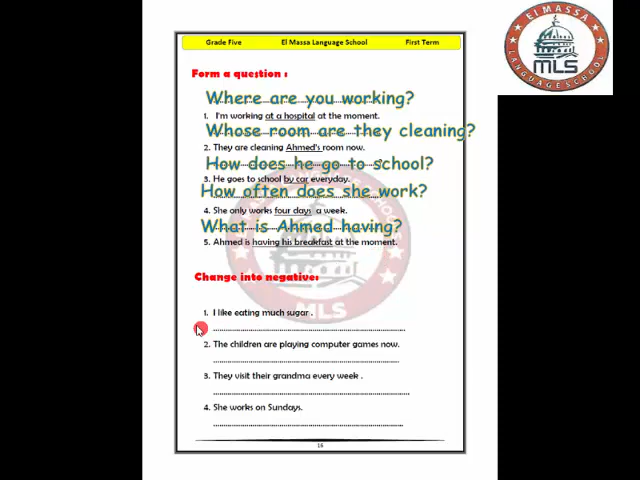 Grade Five El Massa Language School First Term
EL MASSA
MLS
LANGUAGE SCHOOL
Form a question :
Where are you working?
1. I'm working at a hospital at the moment.
Whose room are they cleaning?
2. They are cleaning Ahmed's room now.
How does he go to school?
3. He goes to school by car everyday.
How often does she work?
4. She only works four days a week.
What is Ahmed having?
5. Ahmed is having his breakfast at the moment.
Change into negative:
MLS
1. I like eating much sugar .
2. The children are playing computer games now.
3. They visit their grandma every week .
4. She works on Sundays.
16